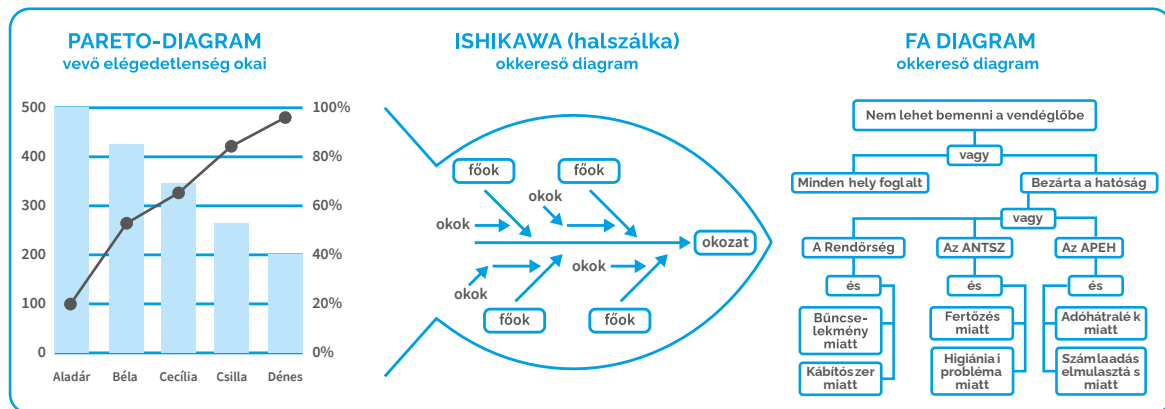 PARETO-DIAGRAM
vevő elégedetlenség okai
500
400
300
200
100
0
100%
80%
60%
40%
20%
0%
Aladár
Béla
Cecília
Csilla
Dénes
ISHIKAWA (halszálka)
okkereső diagram
főok
főok
okok
okok
okozat
okok
okok
főok
főok
FA DIAGRAM
okkereső diagram
Nem lehet bemenni a vendéglőbe
vagy
Minden hely foglalt
Bezárta a hatóság
vagy
A Rendőrség
Az ANTSZ
Az APEH
és
és
és
Bűncse-
lekmény
miatt
Fertőzés
miatt
Adóhátralé k
miatt
Kábítószer
miatt
Higiénia i
probléma
miatt
Számlaadás
elmulasztá s
miatt